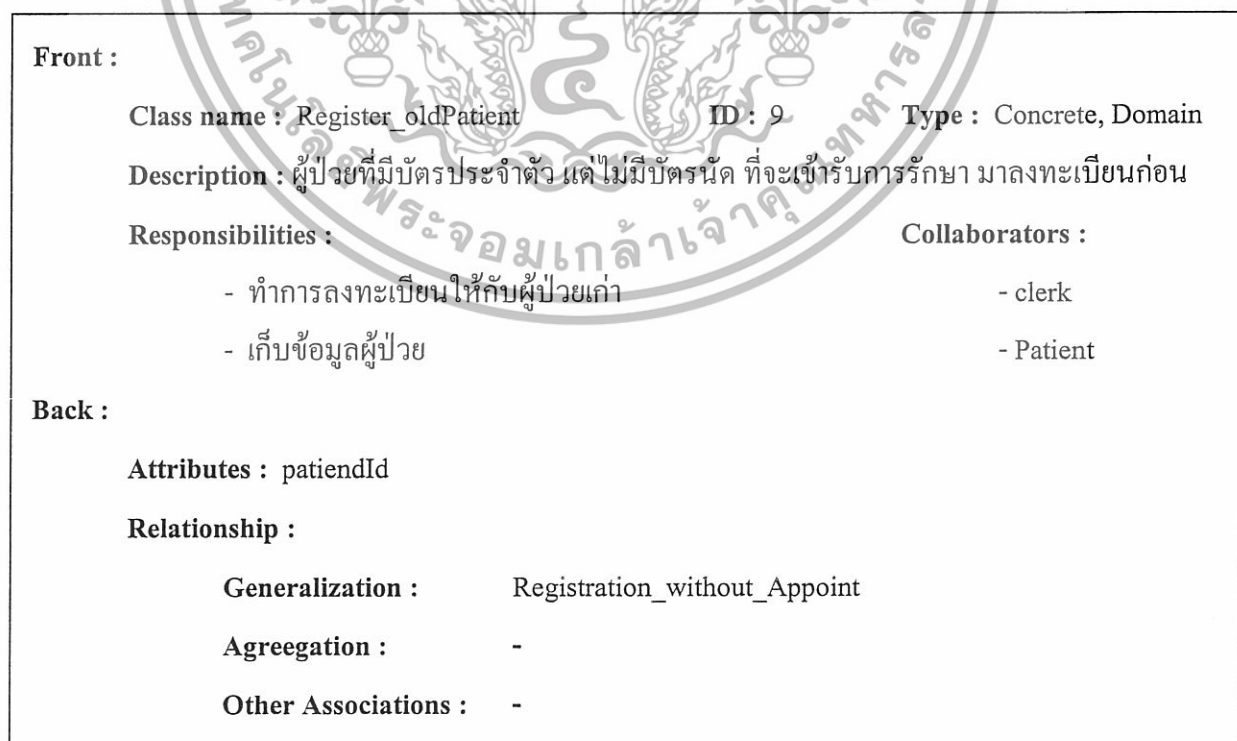 Front :
Class name : Register_oldPatient ID : 9 Type : Concrete, Domain
Description : ผู้ป่วยที่มีบัตรประจำตัว แต่ไม่มีบัตรนัด ที่จะเข้ารับการรักษา มาลงทะเบียนก่อน
Responsibilities : Collaborators :
- ทำการลงทะเบียนให้กับผู้ป่วยเก่า - clerk
- เก็บข้อมูลผู้ป่วย - Patient
Back :
Attributes : patiendId
Relationship :
Generalization : Registration_without_Appoint
Agreegation : -
Other Associations : -